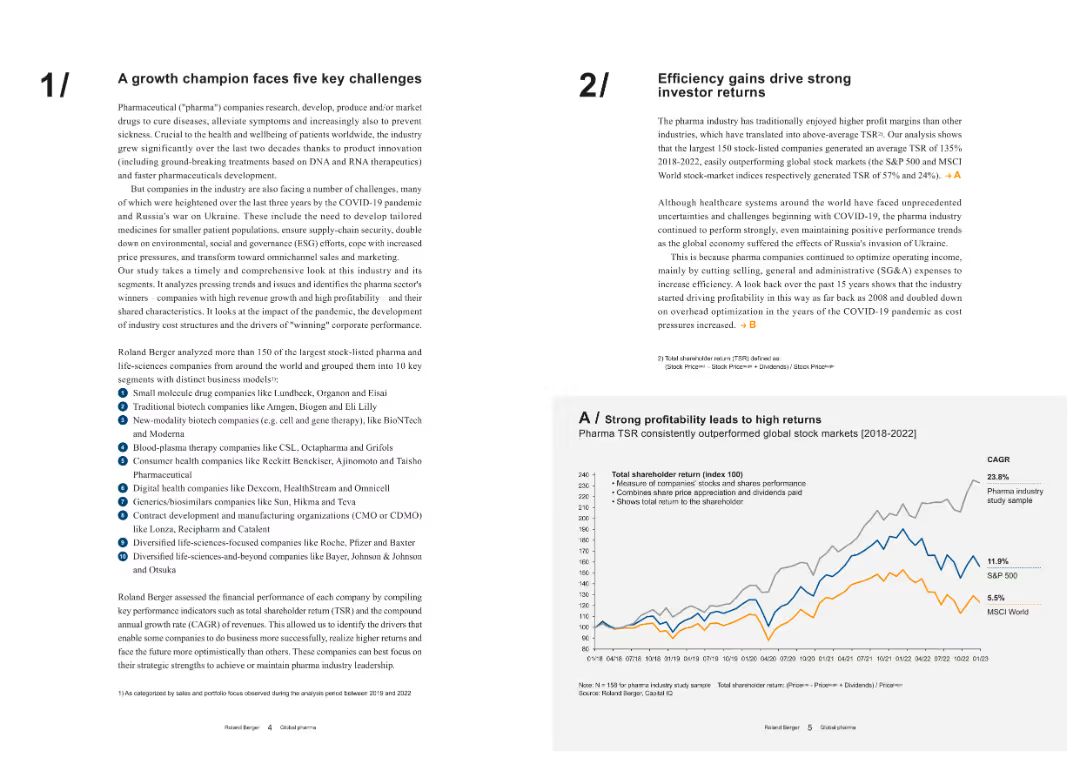 1/
A growth champion faces five key challenges
Pharmaceutical ("pharma") companies research, develop, produce and/or market
drugs to cure diseases, alleviate symptoms and increasingly also to prevent
sickness. Crucial to the health and wellbeing of patients worldwide, the industry
grew significantly over the last two decades thanks to product innovation
(including ground-breaking treatments based on DNA and RNA therapeutics)
and faster pharmaceuticals development.
But companies in the industry are also facing a number of challenges, many
of which were heightened over the last three years by the COVID-19 pandemic
and Russia's war on Ukraine. These include the need to develop tailored
medicines for smaller patient populations, ensure supply-chain security, double
down on environmental, social and governance (ESG) efforts, cope with increased
price pressures, and transform toward omnichannel sales and marketing.
Our study takes a timely and comprehensive look at this industry and its
segments. It analyzes pressing trends and issues and identifies the pharma sector's
winners – companies with high revenue growth and high profitability – and their
shared characteristics. It looks at the impact of the pandemic, the development
of industry cost structures and the drivers of "winning" corporate performance.
Roland Berger analyzed more than 150 of the largest stock-listed pharma and
life-sciences companies from around the world and grouped them into 10 key
segments with distinct business models1):
1 Small molecule drug companies like Lundbeck, Organon and Eisai
2 Traditional biotech companies like Amgen, Biogen and Eli Lilly
3 New-modality biotech companies (e.g. cell and gene therapy), like BioNTech
and Moderna
4 Blood-plasma therapy companies like CSL, Octapharma and Grifols
5 Consumer health companies like Reckitt Benckiser, Ajinomoto and Taisho
Pharmaceutical
6 Digital health companies like Dexcom, HealthStream and Omnicell
7 Generics/biosimilars companies like Sun, Hikma and Teva
8 Contract development and manufacturing organizations (CMO or CDMO)
like Lonza, Recipharm and Catalent
9 Diversified life-sciences-focused companies like Roche, Pfizer and Baxter
10 Diversified life-sciences-and-beyond companies like Bayer, Johnson & Johnson
and Otsuka
Roland Berger assessed the financial performance of each company by compiling
key performance indicators such as total shareholder return (TSR) and the compound
annual growth rate (CAGR) of revenues. This allowed us to identify the drivers that
enable some companies to do business more successfully, realize higher returns and
face the future more optimistically than others. These companies can best focus on
their strategic strengths to achieve or maintain pharma industry leadership.
1) As categorized by sales and portfolio focus observed during the analysis period between 2019 and 2022
Roland Berger 4 Global pharma
2/
Efficiency gains drive strong
investor returns
The pharma industry has traditionally enjoyed higher profit margins than other
industries, which have translated into above-average TSR2). Our analysis shows
that the largest 150 stock-listed companies generated an average TSR of 135%
2018-2022, easily outperforming global stock markets (the S&P 500 and MSCI
World stock-market indices respectively generated TSR of 57% and 24%). → A
Although healthcare systems around the world have faced unprecedented
uncertainties and challenges beginning with COVID-19, the pharma industry
continued to perform strongly, even maintaining positive performance trends
as the global economy suffered the effects of Russia's invasion of Ukraine.
This is because pharma companies continued to optimize operating income,
mainly by cutting selling, general and administrative (SG&A) expenses to
increase efficiency. A look back over the past 15 years shows that the industry
started driving profitability in this way as far back as 2008 and doubled down
on overhead optimization in the years of the COVID-19 pandemic as cost
pressures increased. → B
2) Total shareholder return (TSR) defined as:
(Stock Price - Stock Price + Dividends) / Stock Price
A / Strong profitability leads to high returns
Pharma TSR consistently outperformed global stock markets [2018-2022]
CAGR
Total shareholder return (index 100)
• Measure of companies' stocks and shares performance
• Combines share price appreciation and dividends paid
• Shows total return to the shareholder
23.8%
Pharma industry
study sample
11.9%
S&P 500
5.5%
MSCI World
240
230
220
210
200
190
180
170
160
150
140
130
120
110
100
90
80
01/18 04/18 07/18 10/18 01/19 04/19 07/19 10/19 01/20 04/20 07/20 10/20 01/21 04/21 07/21 10/21 01/22 04/22 07/22 10/22 01/23
Note: N = 158 for pharma industry study sample Total shareholder return: (Price - Price + Dividends) / Price
Source: Roland Berger, Capital IQ
Roland Berger 5 Global pharma